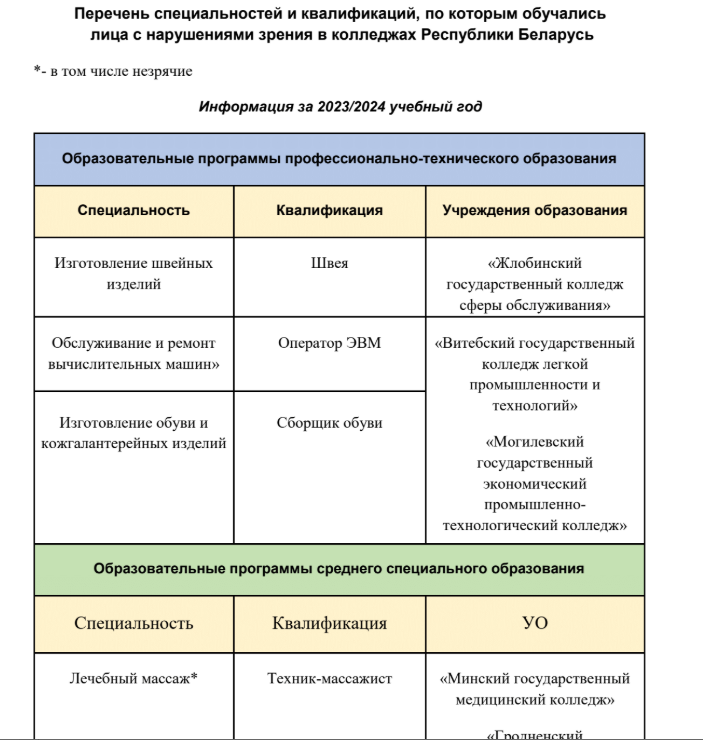 Перечень специальностей и квалификаций, по которым обучались
лица с нарушениями зрения в колледжах Республики Беларусь
*- в том числе незрячие
Информация за 2023/2024 учебный год
Образовательные программы профессионально-технического образования
Специальность
Квалификация
Учреждения образования
Изготовление швейных
изделий
Швея
«Жлобинский
государственный колледж
сферы обслуживания»
Обслуживание и ремонт
вычислительных машин»
Оператор ЭВМ
«Витебский государственный
колледж легкой
промышленности и
технологий»
Изготовление обуви и
кожгалантерейных изделий
Сборщик обуви
«Могилевский
государственный
экономический
промышленно-
технологический колледж»
Образовательные программы среднего специального образования
Специальность
Квалификация
УО
Лечебный массаж*
Техник-массажист
«Минский государственный
медицинский колледж»
«Гродненский